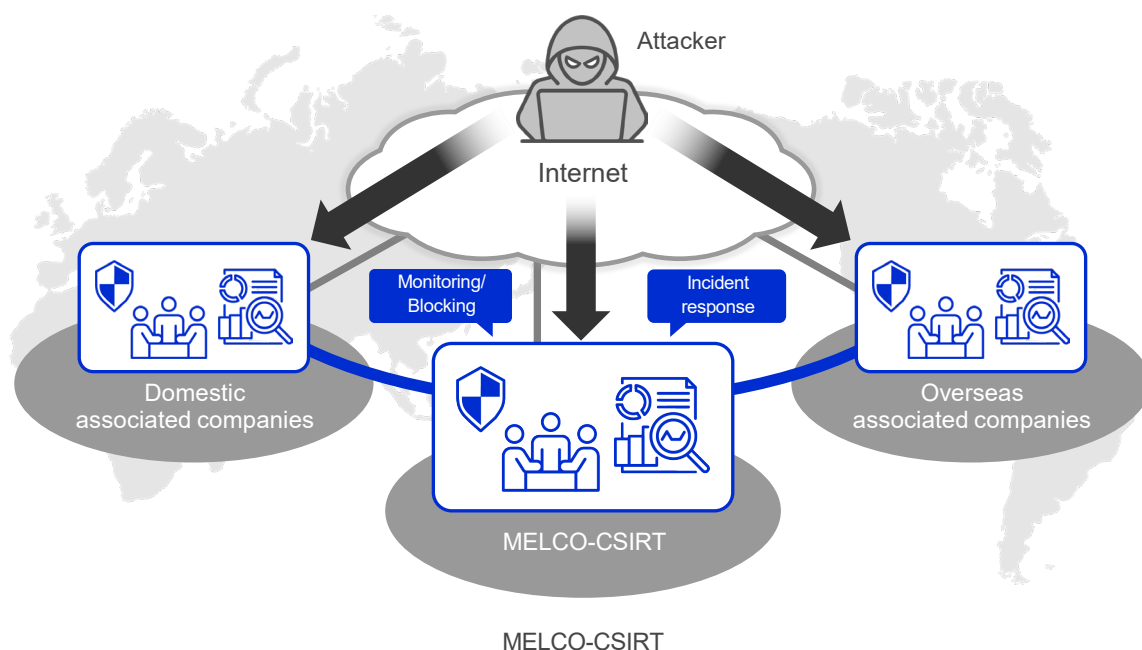 Attacker
Internet
Monitoring/
Blocking
Incident
response
Domestic
associated companies
Overseas
associated companies
MELCO-CSIRT
MELCO-CSIRT